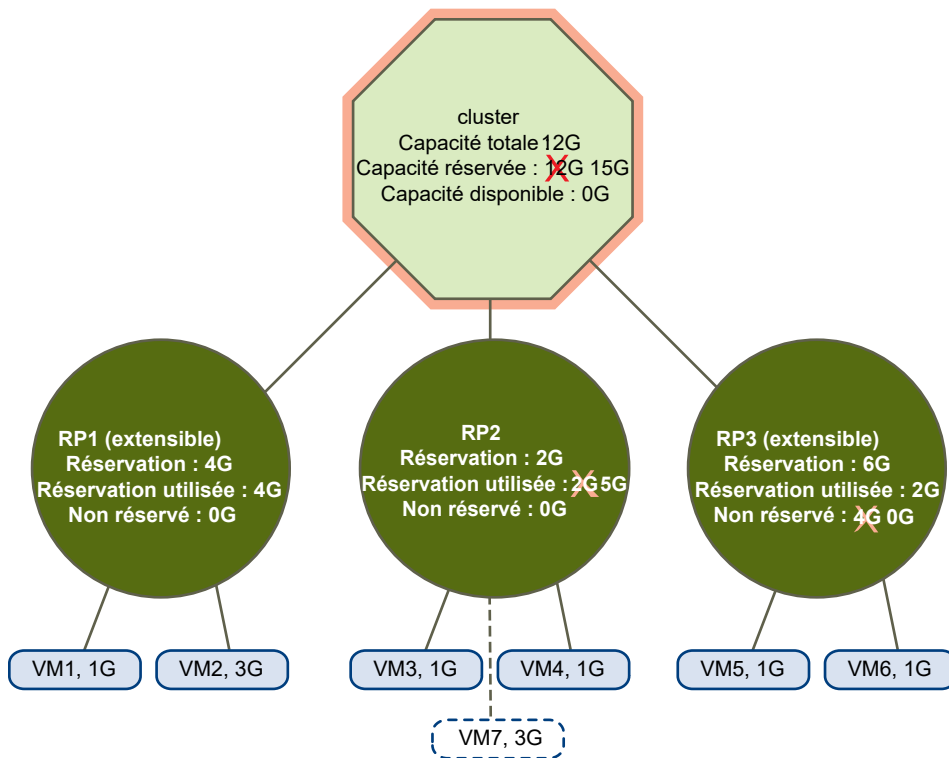 cluster
Capacité totale 12G
Capacité réservée : 12G 15G
Capacité disponible : 0G
RP1 (extensible)
Réservation : 4G
Réservation utilisée : 4G
Non réservé : 0G
RP2
Réservation : 2G
Réservation utilisée : 2G 5G
Non réservé : 0G
RP3 (extensible)
Réservation : 6G
Réservation utilisée : 2G
Non réservé : 4G 0G
VM1, 1G
VM2, 3G
VM3, 1G
VM4, 1G
VM5, 1G
VM6, 1G
VM7, 3G